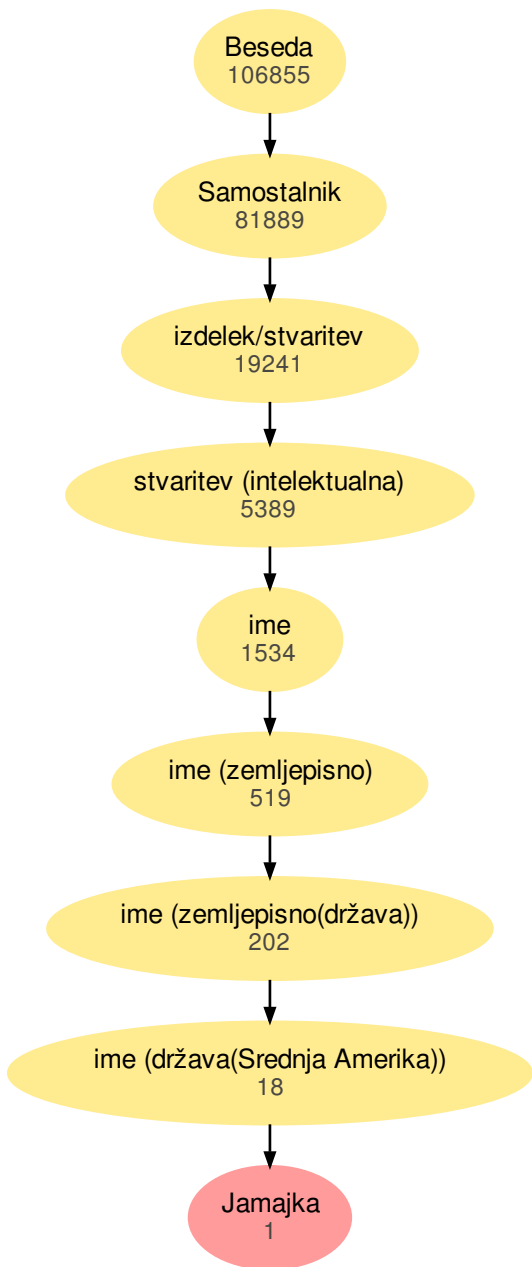 Beseda
106855
Samostalnik
81889
izdelek/stvaritev
19241
stvaritev (intelektualna)
5389
ime
1534
ime (zemljepisno)
519
ime (zemljepisno(država))
202
ime (država(Srednja Amerika))
18
Jamajka
1